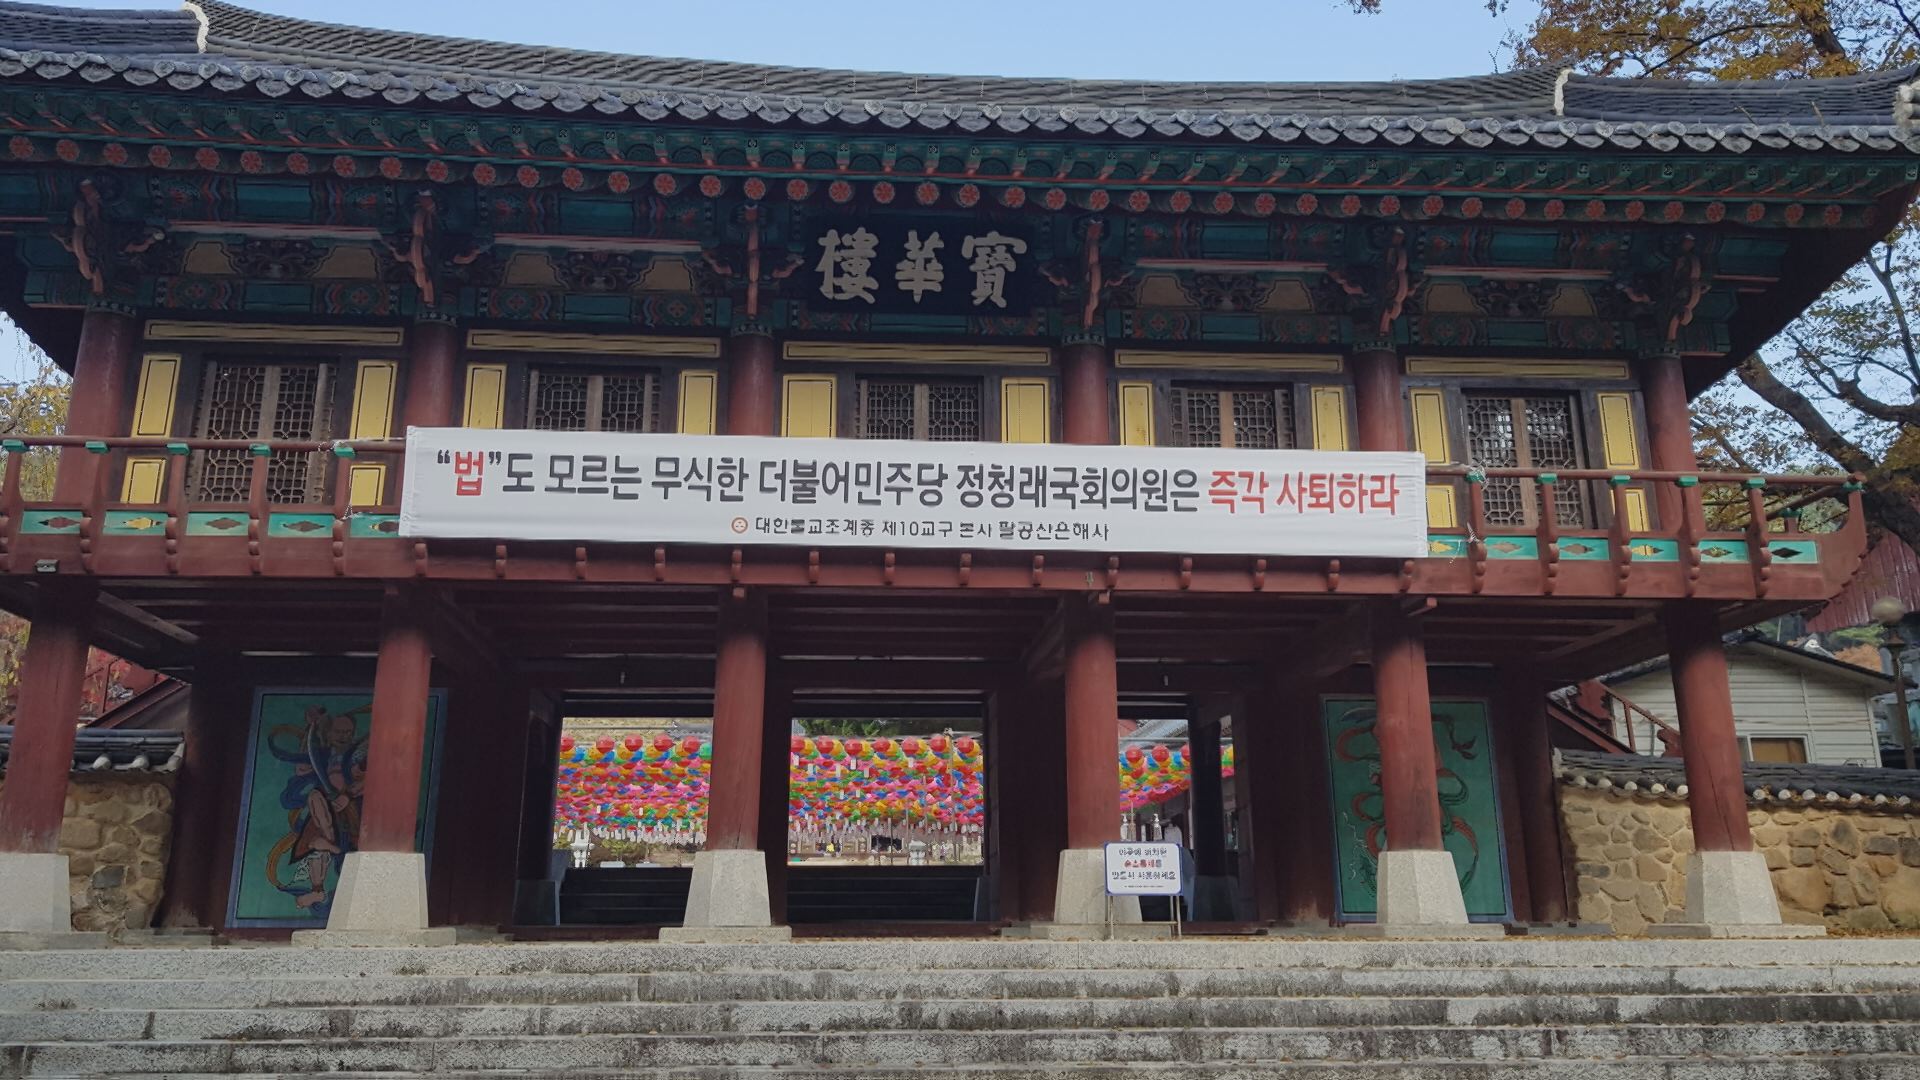 樓華寶
“법”도 모르는 무식한 더불어민주당 정청래국회의원은 즉각 사퇴하라
대한불교조계종 제10교구 본사 팔공산은해사